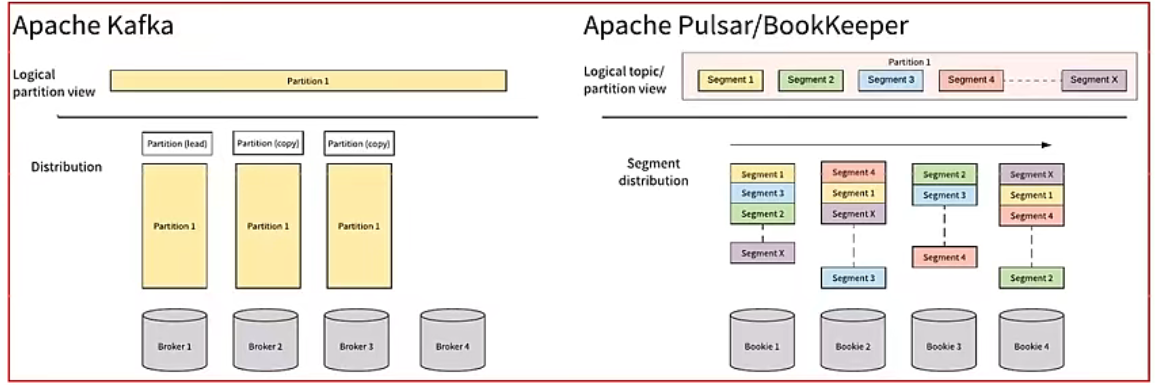 Apache Kafka
Logical
partition view
Partition 1
Distribution
Partition (lead)
Partition (copy)
Partition (copy)
Partition 1
Partition 1
Partition 1
Broker 1
Broker 2
Broker 3
Broker 4
Apache Pulsar/BookKeeper
Logical topic/
partition view
Partition 1
Segment 1
Segment 2
Segment 3
Segment 4
Segment X
Segment
distribution
Segment 1
Segment 3
Segment 2
Segment X
Segment 4
Segment 1
Segment X
Segment 3
Segment 2
Segment 3
Segment 4
Segment X
Segment 1
Segment 4
Segment 2
Bookie 1
Bookie 2
Bookie 3
Bookie 4